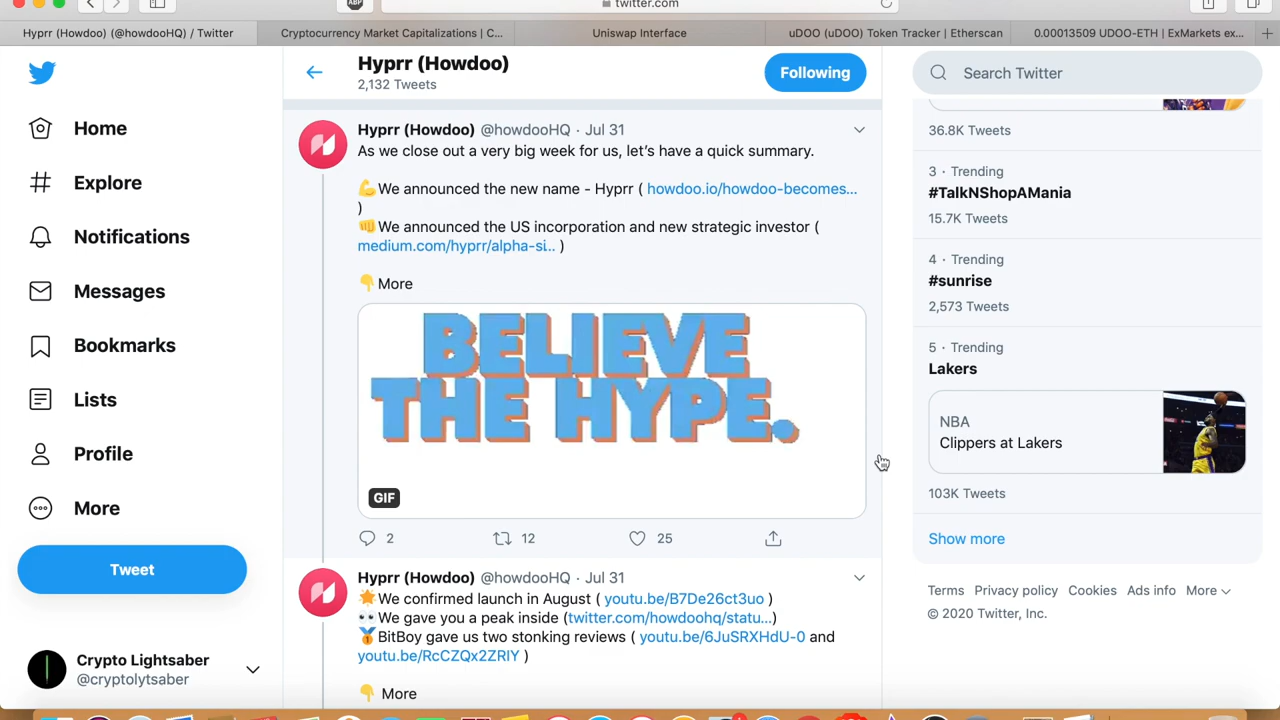 twitter.com
ABP
Hyprr (Howdoo) (@howdooHQ) / Twitter
Cryptocurrency Market Capitalizations | C...
Uniswap Interface
uDOO (uDOO) Token Tracker | Etherscan
0.00013509 UDOO-ETH | ExMarkets ex...
Home
Explore
Notifications
Messages
Bookmarks
Lists
Profile
More
Tweet
Crypto Lightsaber
@cryptolytsaber
Hyprr (Howdoo)
2,132 Tweets
Following
Hyprr (Howdoo) @howdooHQ · Jul 31
As we close out a very big week for us, let's have a quick summary.
💪We announced the new name - Hyprr ( howdoo.io/howdoo-becomes...
)
👊We announced the US incorporation and new strategic investor (
medium.com/hyprr/alpha-si... )
👇More
BELIEVE
THE HYPE.
GIF
2
12
25
Hyprr (Howdoo) @howdooHQ · Jul 31
🌟We confirmed launch in August ( youtu.be/B7De26ct3uo )
👀We gave you a peak inside (twitter.com/howdoohq/statu...)
🏅BitBoy gave us two stonking reviews ( youtu.be/6JuSRXHdU-0 and
youtu.be/RcCZQx2ZRIY )
👇 More
Search Twitter
36.8K Tweets
3 · Trending
#TalkNShopAMania
15.7K Tweets
4 · Trending
#sunrise
2,573 Tweets
5 · Trending
Lakers
NBA
Clippers at Lakers
103K Tweets
Show more
Terms Privacy policy Cookies Ads info More
© 2020 Twitter, Inc.